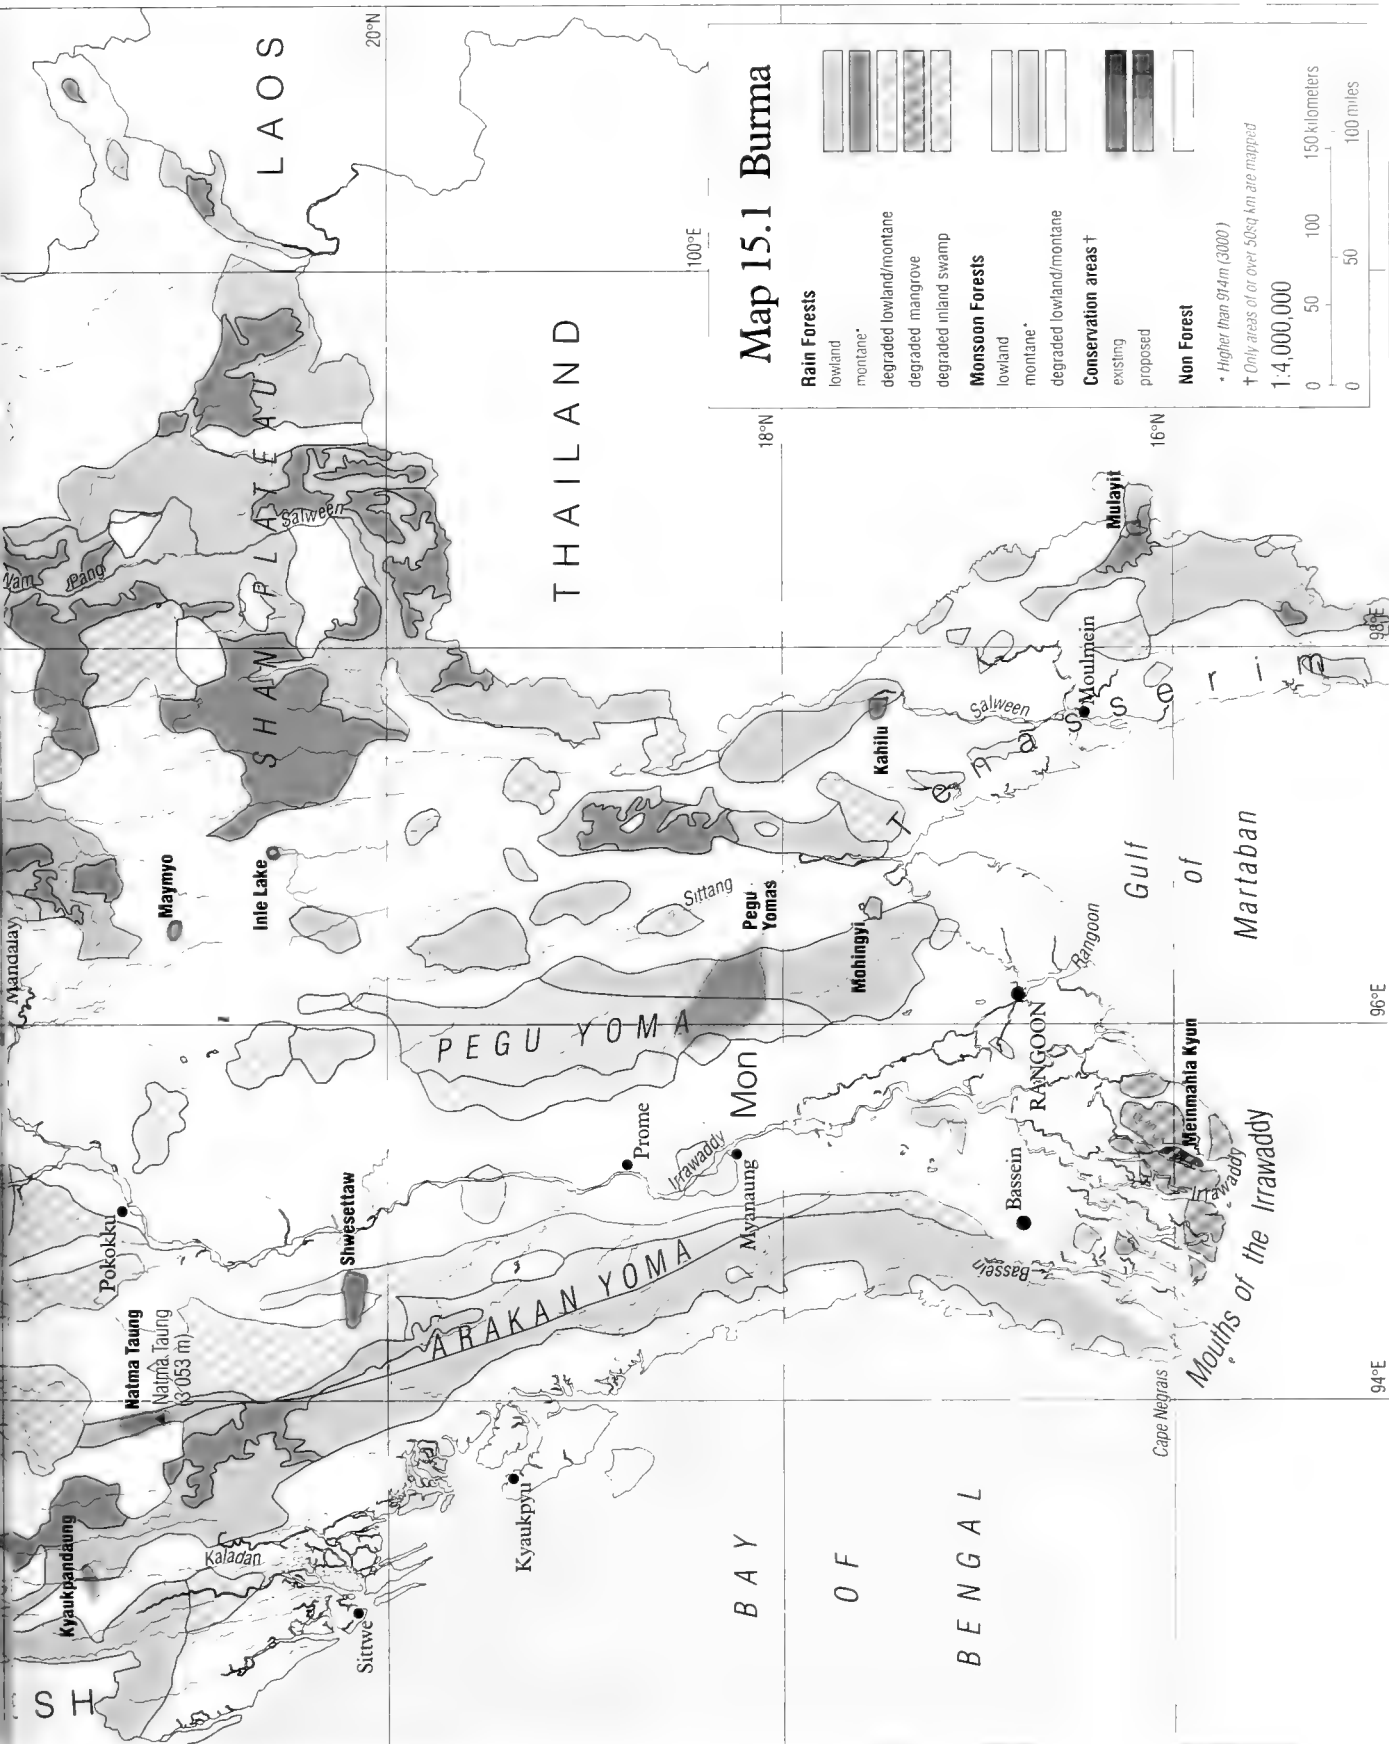 Map 15.1 Burma
Rain Forests
lowland
montane*
degraded lowland/montane
degraded mangrove
degraded inland swamp
Monsoon Forests
lowland
montane*
degraded lowland/montane
Conservation areas †
existing
proposed
Non Forest
* Higher than 914m (3000')
† Only areas of or over 50sq km are mapped
1:4,000,000
0 50 100 150 kilometers
0 50 100 miles
SH
LAOS
THAILAND
20°N
18°N
16°N
100°E
98°E
96°E
94°E
SHAN PLATEAU
Salween
Nam Pang
Mandalay
Maymyo
Inle Lake
Pokokku
Natma Taung
Natma Taung
(3 053 m)
Shwesettaw
Kyaukpandaung
Kaladan
Sittwe
Kyaukpyu
ARAKAN YOMA
PEGU YOMA
Prome
Irrawaddy
Myanaung
Mon
Sittang
Pegu
Yomas
Mohingyi
Kahilu
Salween
Moulmein
Mulayit
Tenasserim
RANGOON
Rangoon
Bassein
Bassein
Meinmahla Kyun
Irrawaddy
Mouths of the Irrawaddy
Cape Negrais
Gulf
of
Martaban
BAY
OF
BENGAL